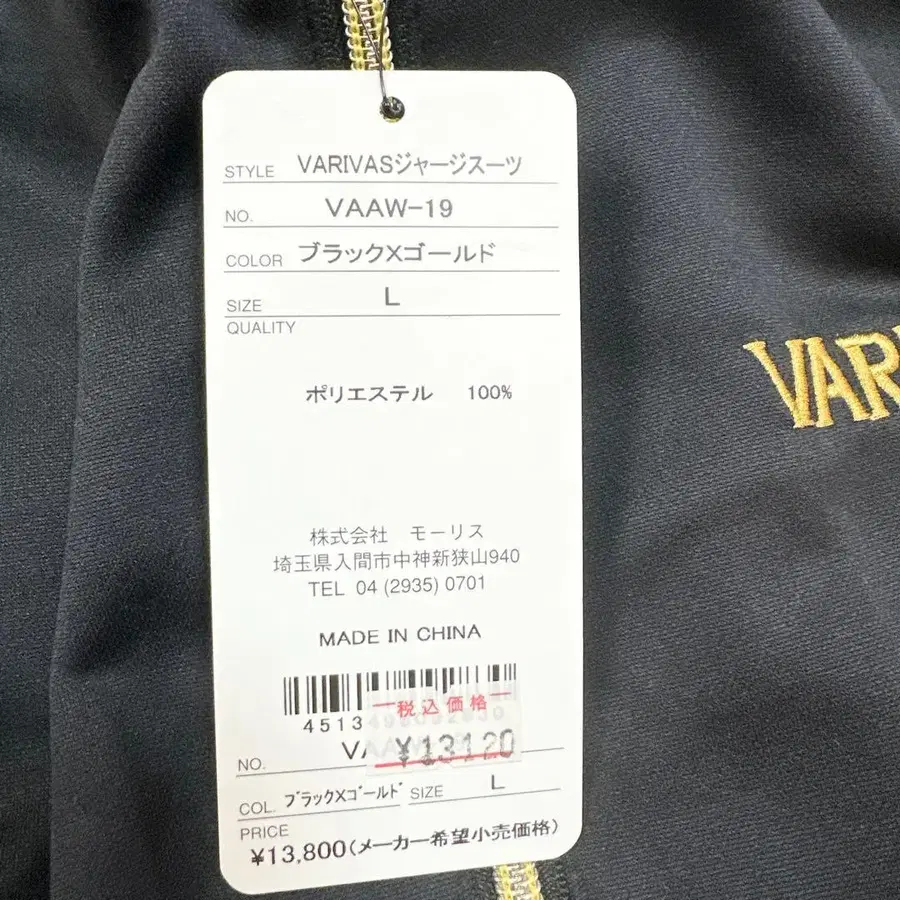 STYLE VARIVASジャージスーツ
NO. VAAW-19
COLOR ブラックXゴールド
SIZE L
QUALITY
ポリエステル 100%
VAR
株式会社 モーリス
埼玉県入間市中神新狭山940
TEL 04 (2935) 0701
MADE IN CHINA
税込価格
4513
¥13120
NO.
COL. ブラックXゴールド SIZE L
PRICE
¥13,800(メーカー希望小売価格)